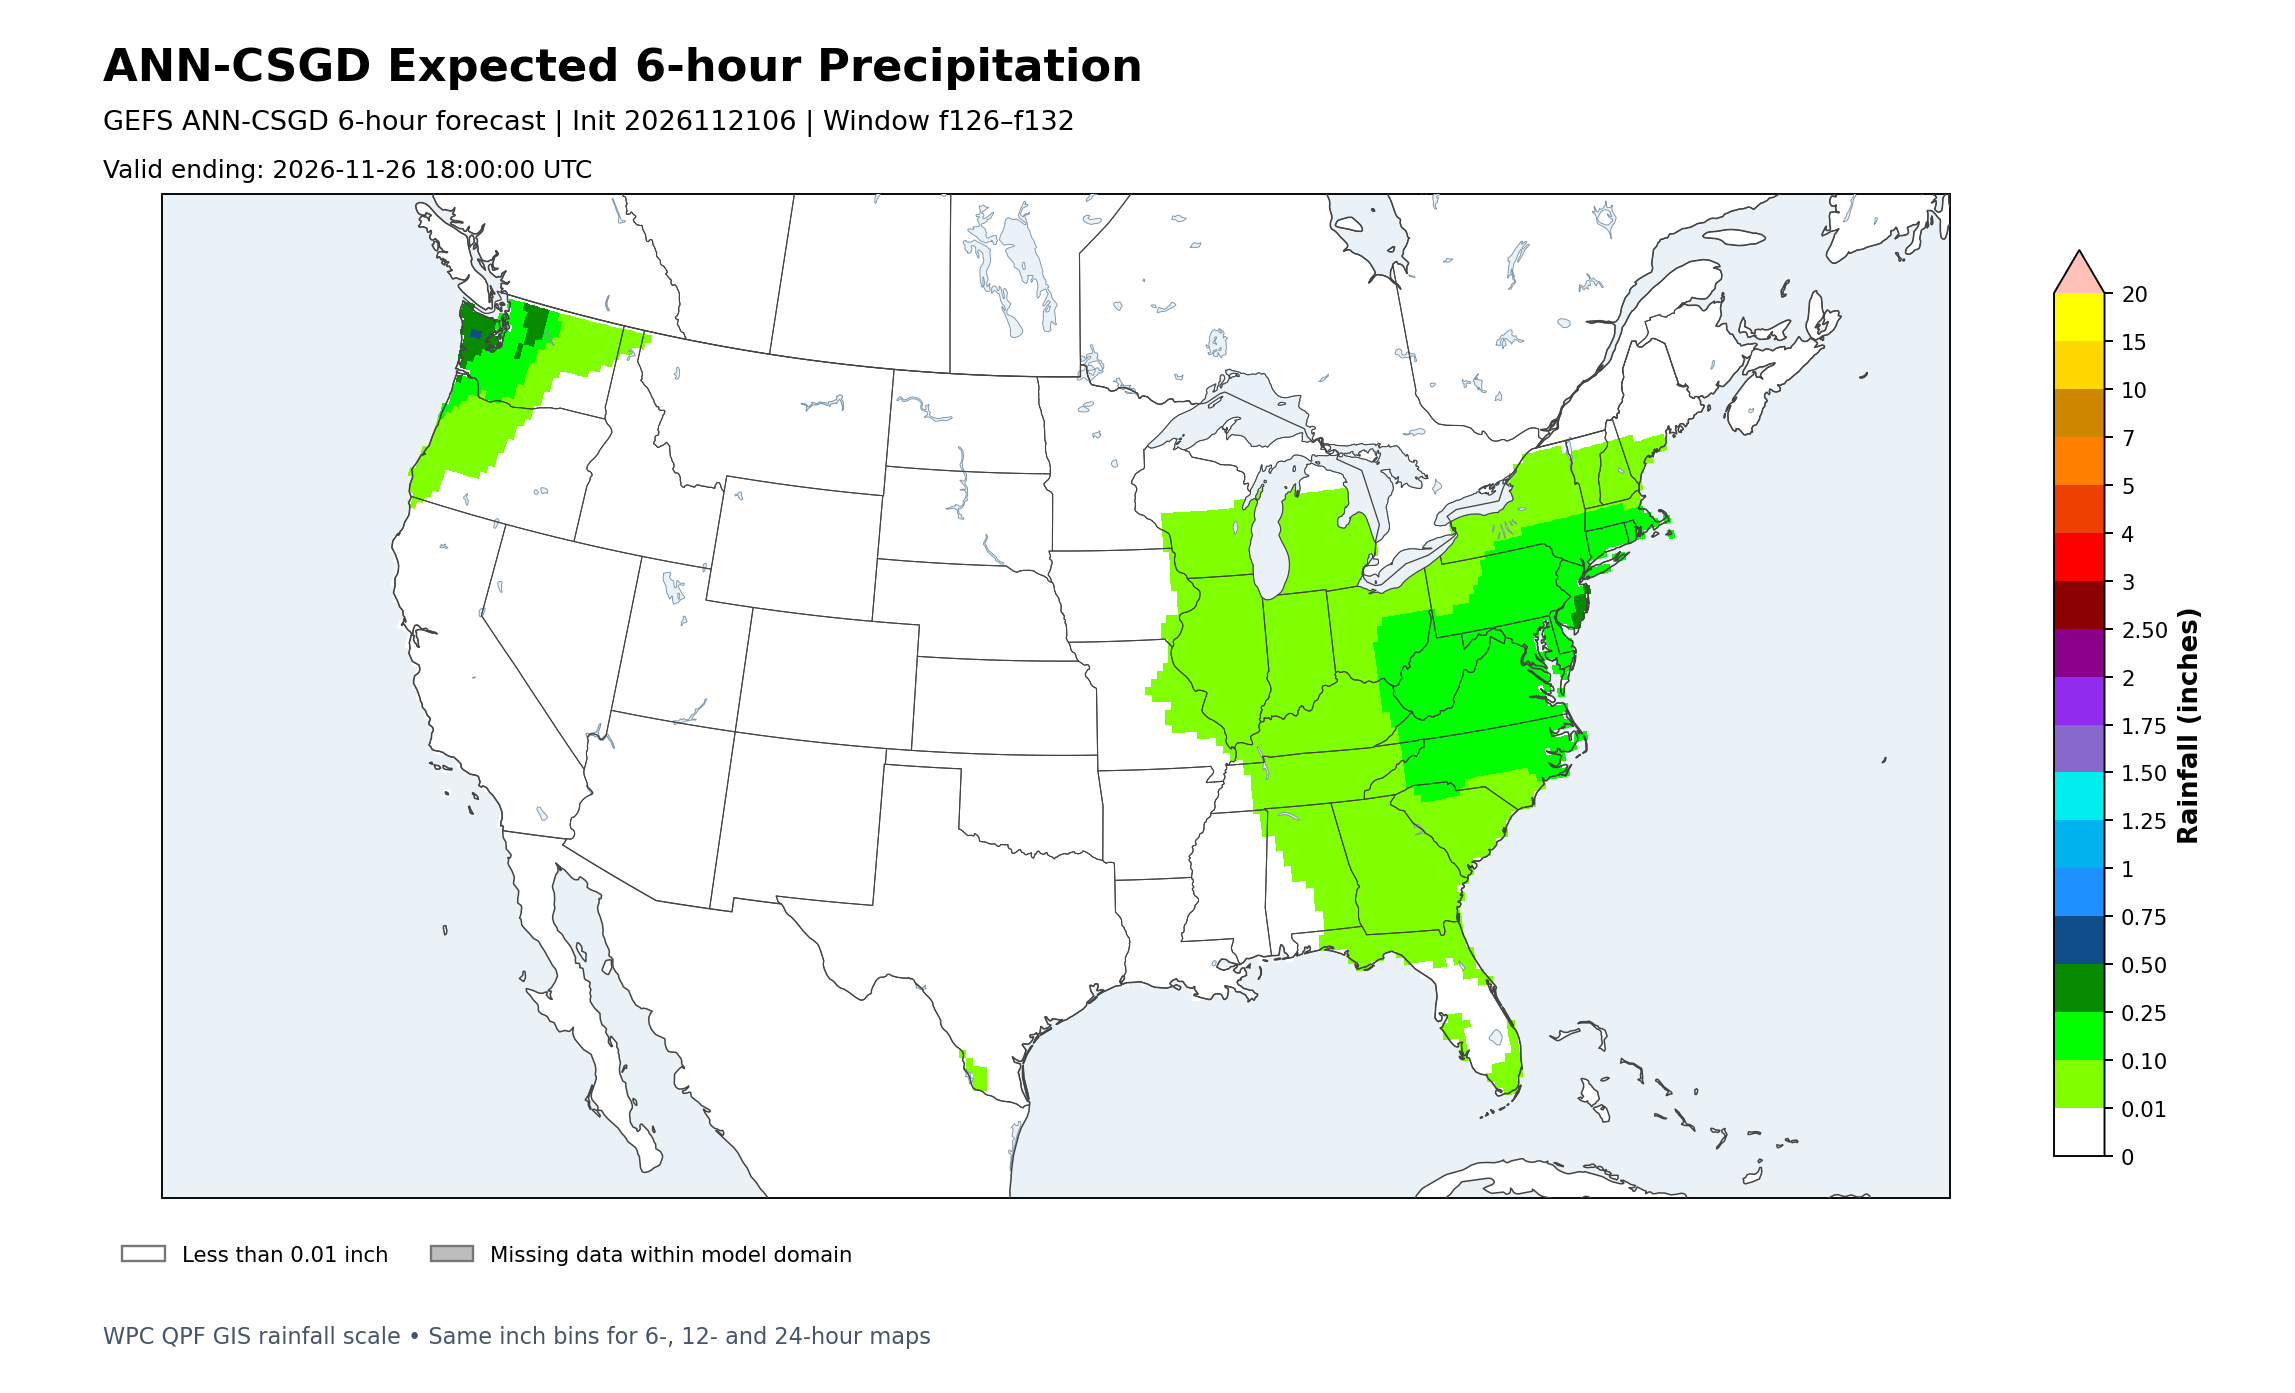 ANN-CSGD Expected 6-hour Precipitation
GEFS ANN-CSGD 6-hour forecast | Init 2026112106 | Window f126–f132
Valid ending: 2026-11-26 18:00:00 UTC
20
15
10
7
5
4
3
2.50
2
1.75
1.50
1.25
1
0.75
0.50
0.25
0.10
0.01
0
Rainfall (inches)
Less than 0.01 inch
Missing data within model domain
WPC QPF GIS rainfall scale • Same inch bins for 6-, 12- and 24-hour maps